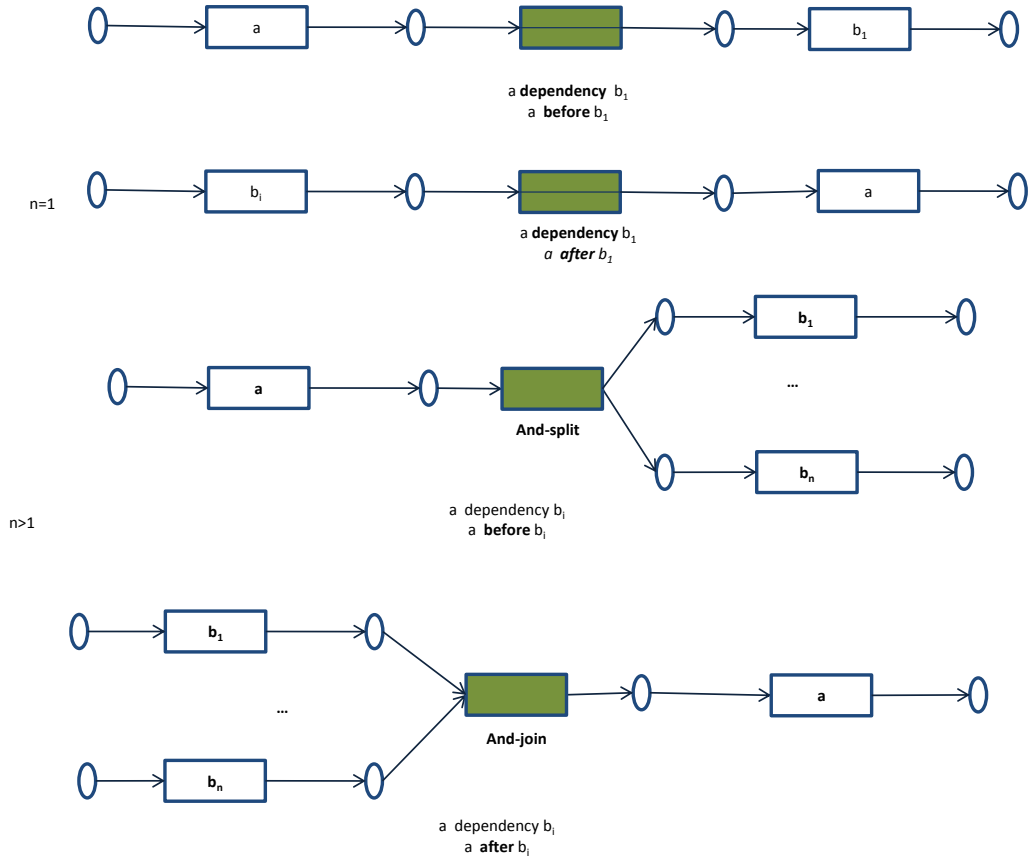 a
b₁
a dependency b₁
a before b₁
n=1
bᵢ
a
a dependency b₁
a after b₁
b₁
a
...
And-split
bₙ
a dependency bᵢ
a before bᵢ
n>1
b₁
...
a
And-join
bₙ
a dependency bᵢ
a after bᵢ